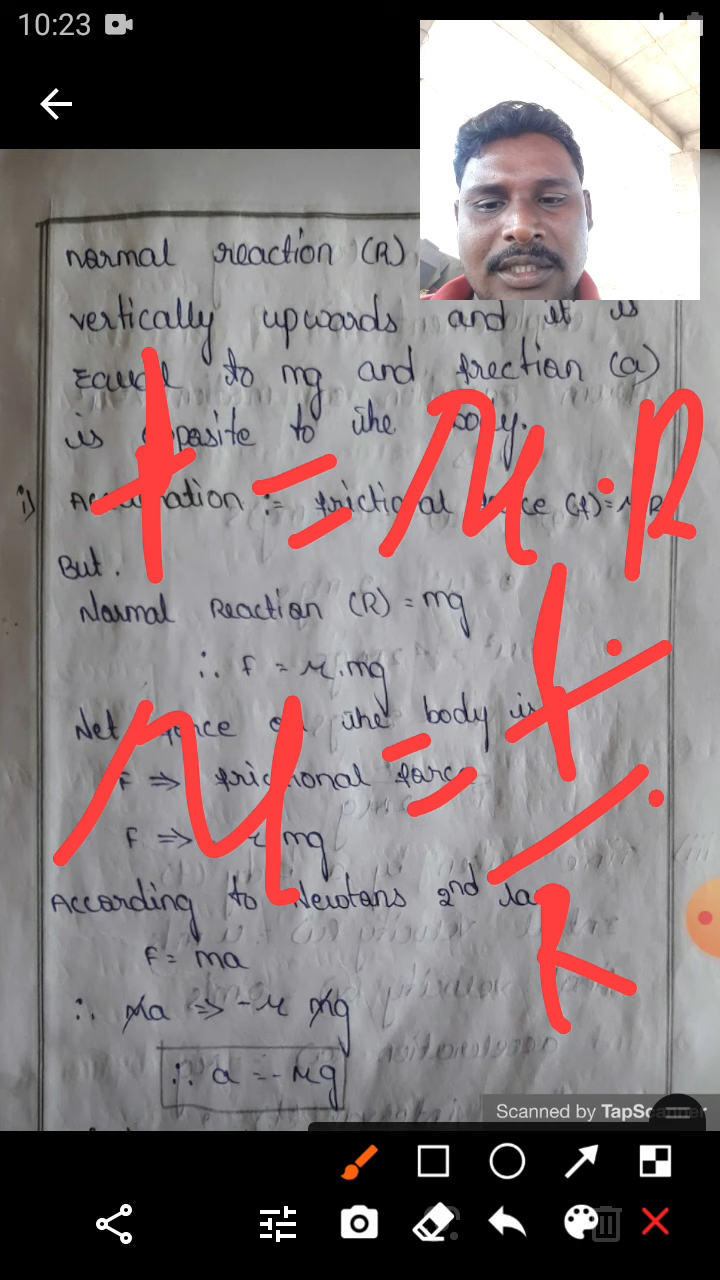 10:23
normal reaction (R)
vertically upwards and it is
Equal to mg and friction (a)
is opposite to the body.
f = μ.R
i) Acceleration :- frictional force (f) = μR
But.
Normal Reaction (R) = mg
∴ F = μ.mg
Net force on the body is
μ = f/R
F ⇒ frictional force
F ⇒ mg
According to Newtons 2nd la
F = ma
∴ ma ⇒ -μ mg
∴ a = -μg
Scanned by TapScanner